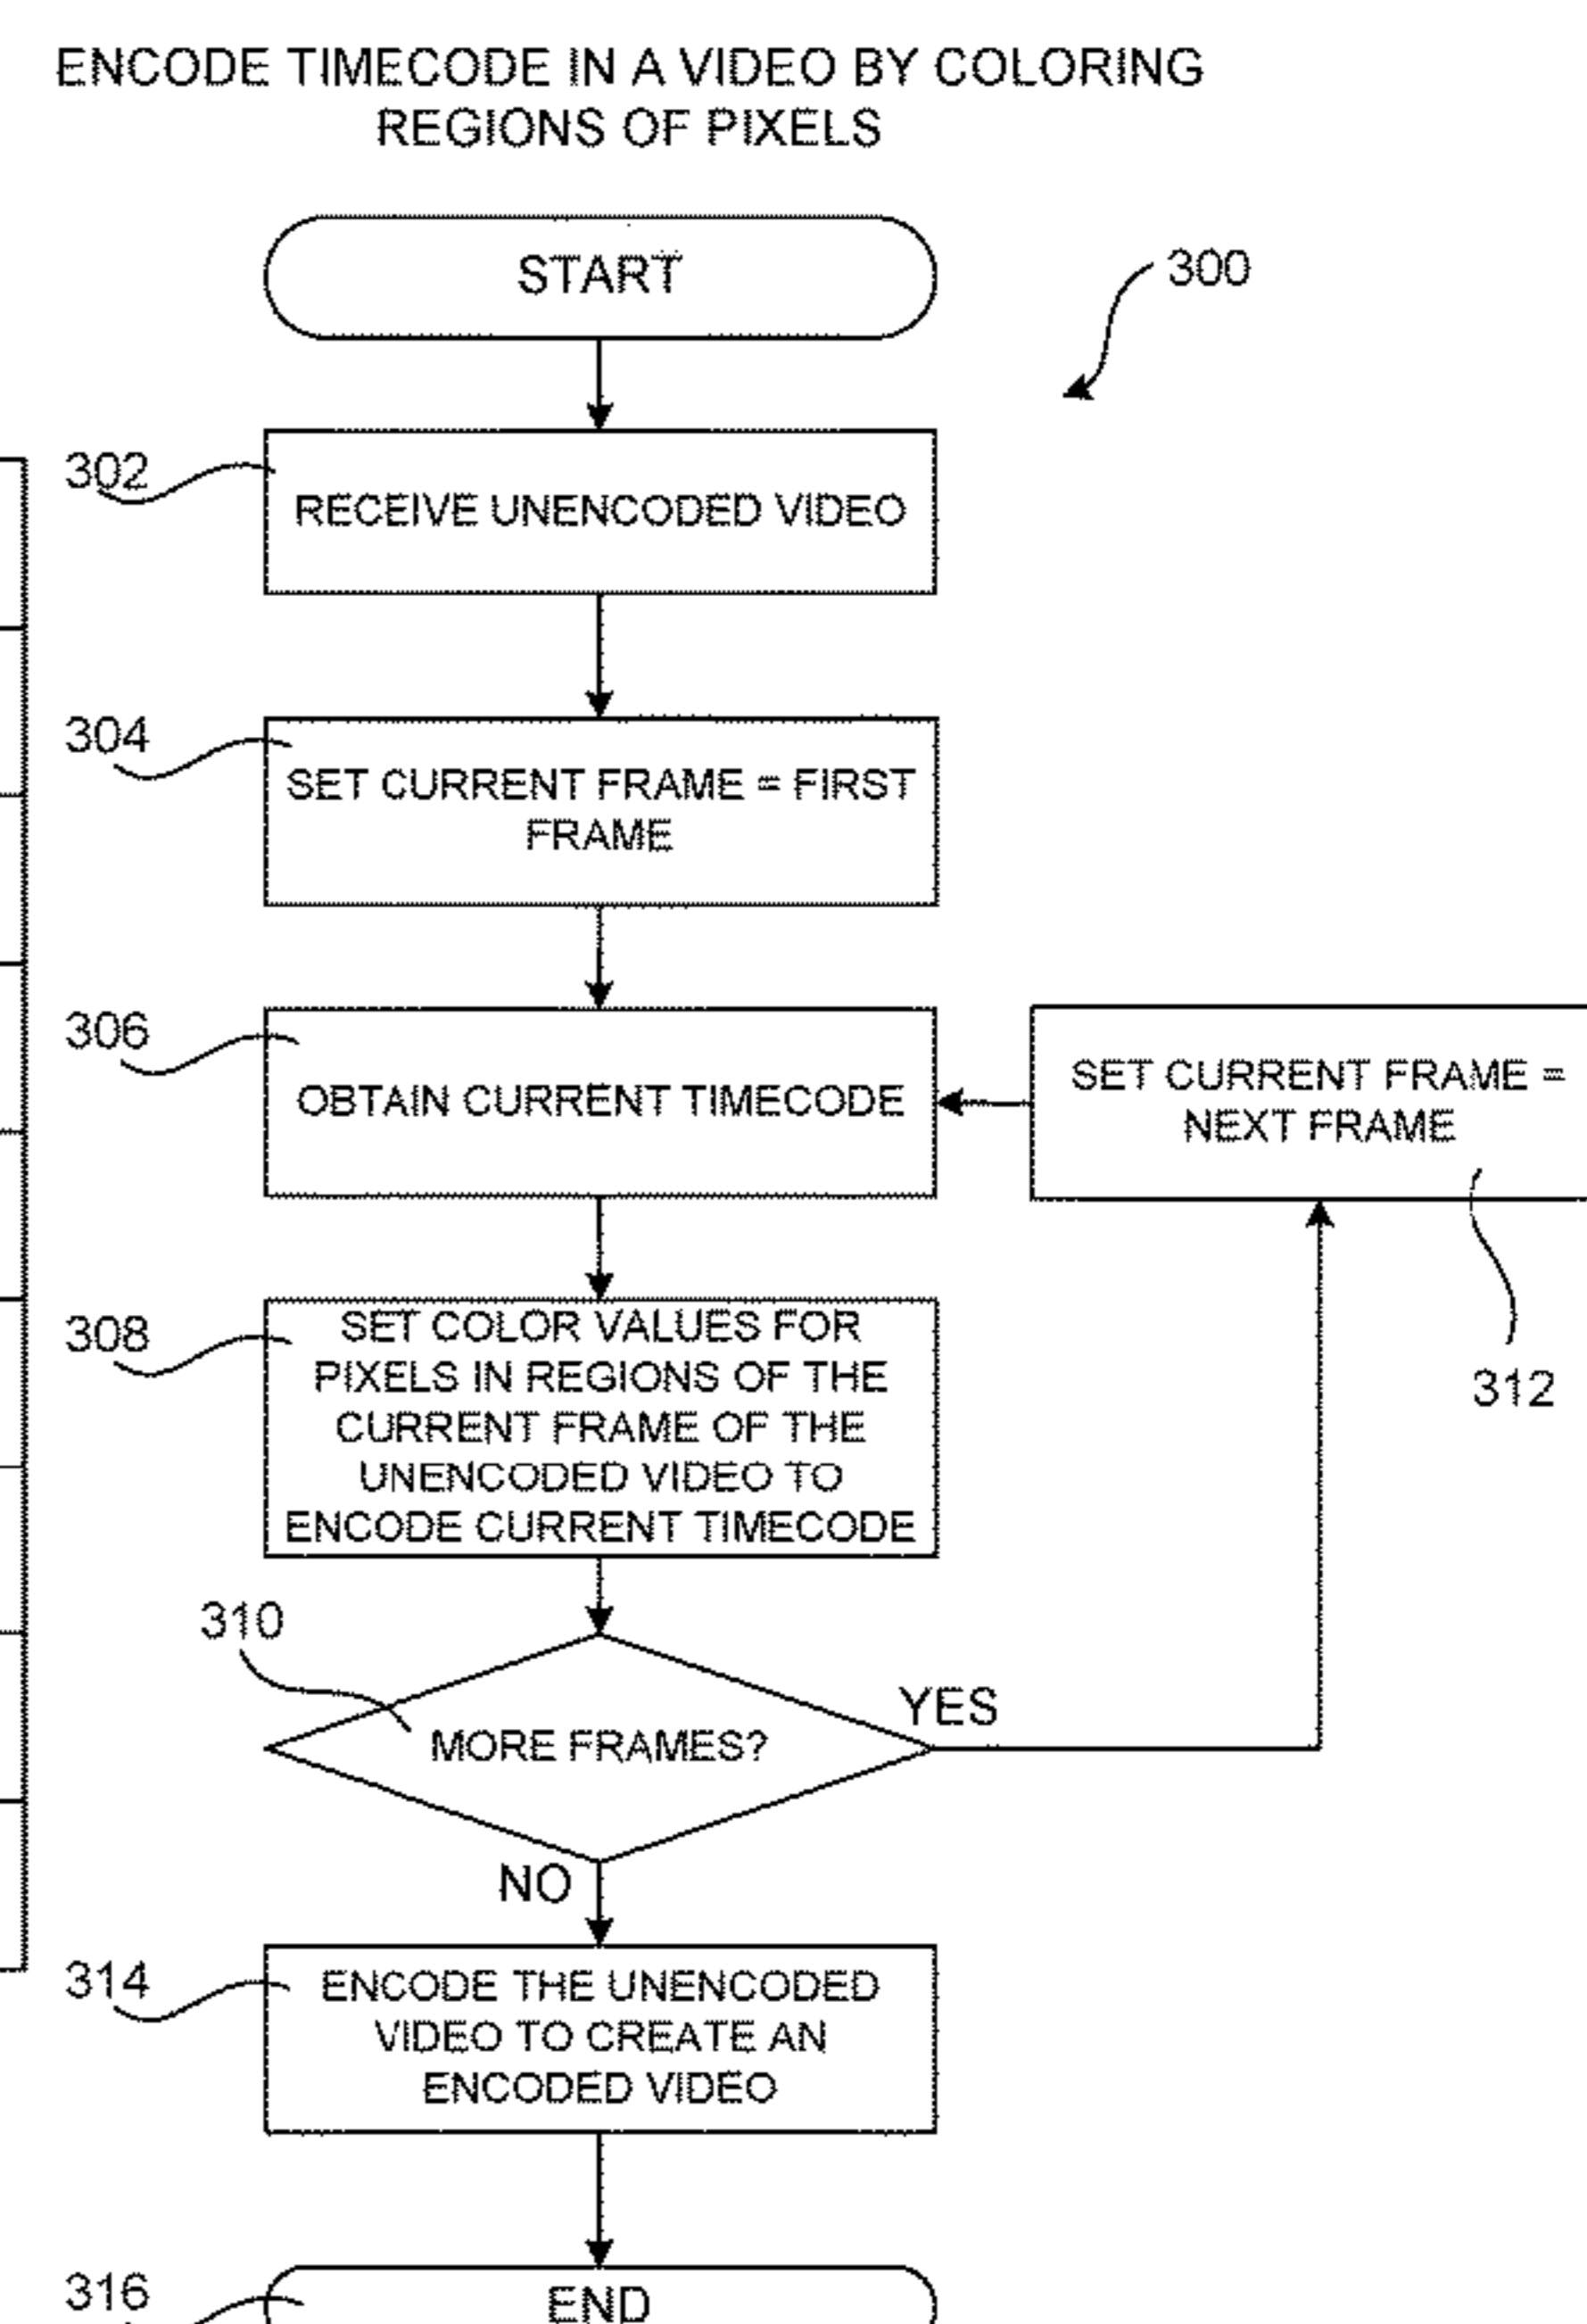 ENCODE TIMECODE IN A VIDEO BY COLORING
REGIONS OF PIXELS
START
300
302
RECEIVE UNENCODED VIDEO
304
SET CURRENT FRAME = FIRST
FRAME
306
OBTAIN CURRENT TIMECODE
SET CURRENT FRAME =
NEXT FRAME
312
308
SET COLOR VALUES FOR
PIXELS IN REGIONS OF THE
CURRENT FRAME OF THE
UNENCODED VIDEO TO
ENCODE CURRENT TIMECODE
310
MORE FRAMES?
YES
NO
314
ENCODE THE UNENCODED
VIDEO TO CREATE AN
ENCODED VIDEO
316
END